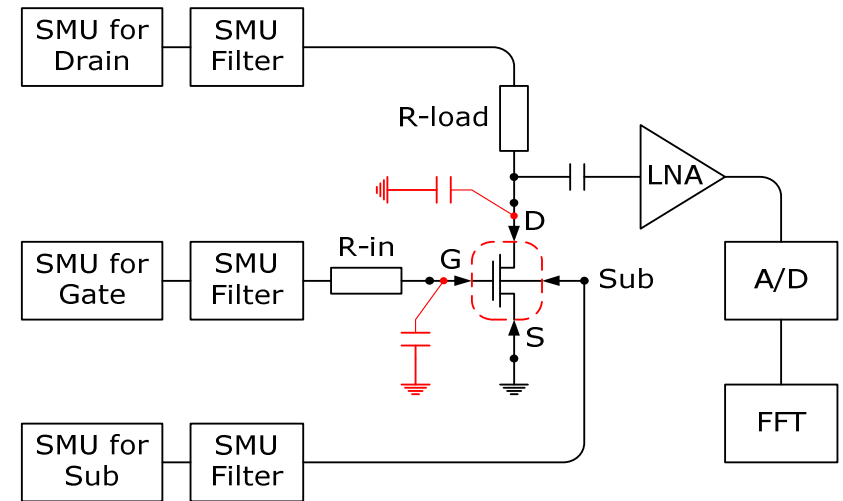 SMU for
Drain
SMU
Filter
R-load
LNA
D
R-in
G
SMU for
Gate
SMU
Filter
Sub
A/D
S
FFT
SMU for
Sub
SMU
Filter